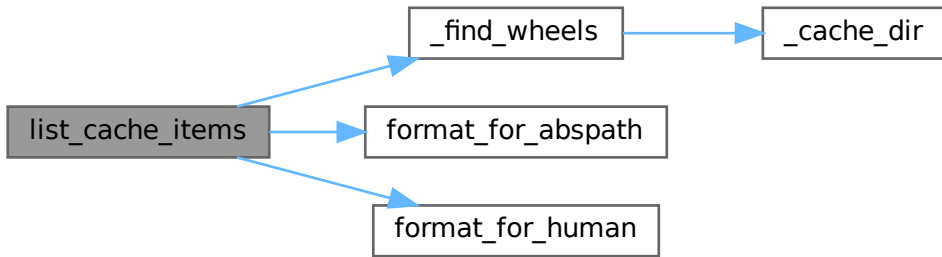 _find_wheels
_cache_dir
list_cache_items
format_for_abspath
format_for_human